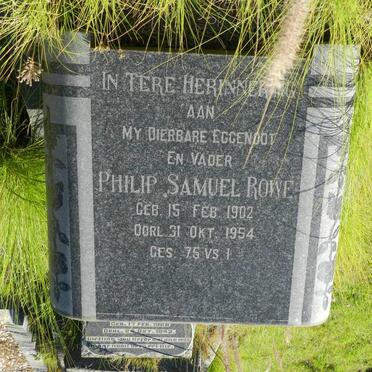 IN TERE HERINNERING
AAN
MY DIERBARE EGGENOOT
EN VADER
PHILIP SAMUEL ROWE
GEB. 15 FEB. 1902
OORL. 31 OKT. 1954
GES. 75 VS 1